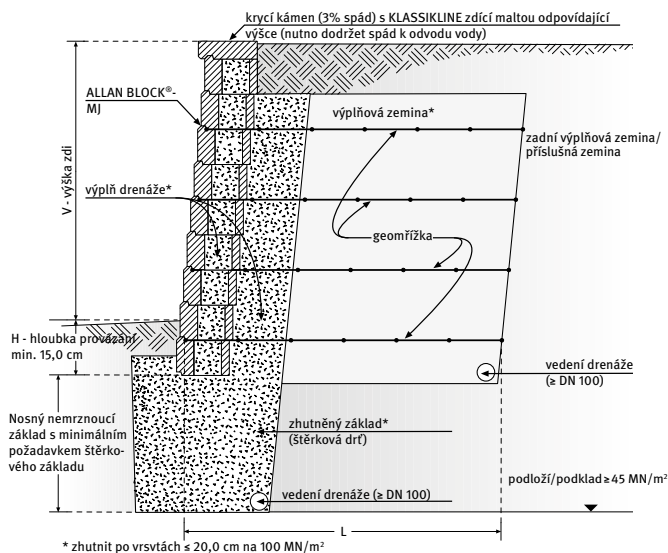 krycí kámen (3% spád) s KLASSIKLINE zdící maltou odpovídající
výšce (nutno dodržet spád k odvodu vody)
ALLAN BLOCK®-
MJ
výplňová zemina*
zadní výplňová zemina/
příslušná zemina
V - výška zdi
výplň drenáže*
geomřížka
H - hloubka provázání
min. 15,0 cm
vedení drenáže
(≥ DN 100)
Nosný nemrznoucí
základ s minimálním
požadavkem štěrko-
vého základu
zhutněný základ*
(štěrková drť)
podloží/podklad≥45 MN/m²
vedení drenáže (≥ DN 100)
L
* zhutnit po vrsvtách ≤ 20,0 cm na 100 MN/m²